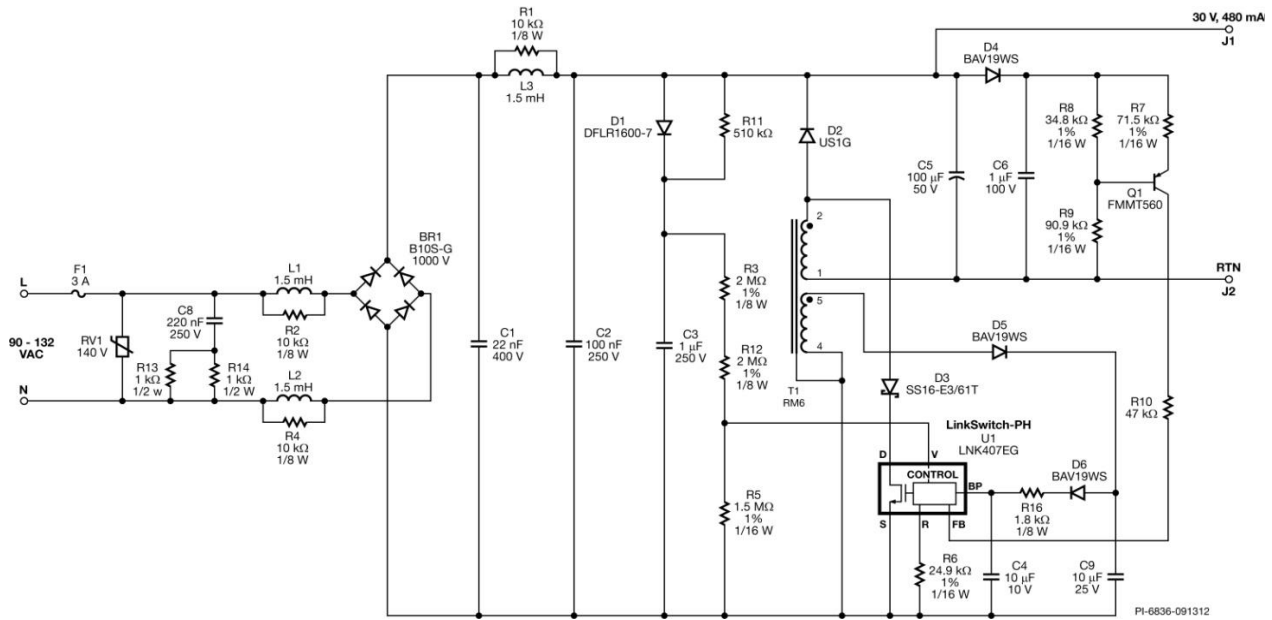 30 V, 480 mA
J1
R1
10 kΩ
1/8 W
L3
1.5 mH
D4
BAV19WS
D1
DFLR1600-7
R11
510 kΩ
D2
US1G
R8
34.8 kΩ
1%
1/16 W
R7
71.5 kΩ
1%
1/16 W
C5
100 µF
50 V
C6
1 µF
100 V
Q1
FMMT560
R9
90.9 kΩ
1%
1/16 W
2
1
RTN
J2
BR1
B10S-G
1000 V
F1
3 A
L
L1
1.5 mH
R2
10 kΩ
1/8 W
C8
220 nF
250 V
RV1
140 V
90 - 132
VAC
R13
1 kΩ
1/2 w
R14
1 kΩ
1/2 W
N
L2
1.5 mH
R4
10 kΩ
1/8 W
C1
22 nF
400 V
C2
100 nF
250 V
C3
1 µF
250 V
R3
2 MΩ
1%
1/8 W
R12
2 MΩ
1%
1/8 W
5
4
T1
RM6
D5
BAV19WS
D3
SS16-E3/61T
R10
47 kΩ
LinkSwitch-PH
U1
LNK407EG
D
V
CONTROL
BP
S
R
FB
D6
BAV19WS
R16
1.8 kΩ
1/8 W
R5
1.5 MΩ
1%
1/16 W
R6
24.9 kΩ
1%
1/16 W
C4
10 µF
10 V
C9
10 µF
25 V
PI-6836-091312